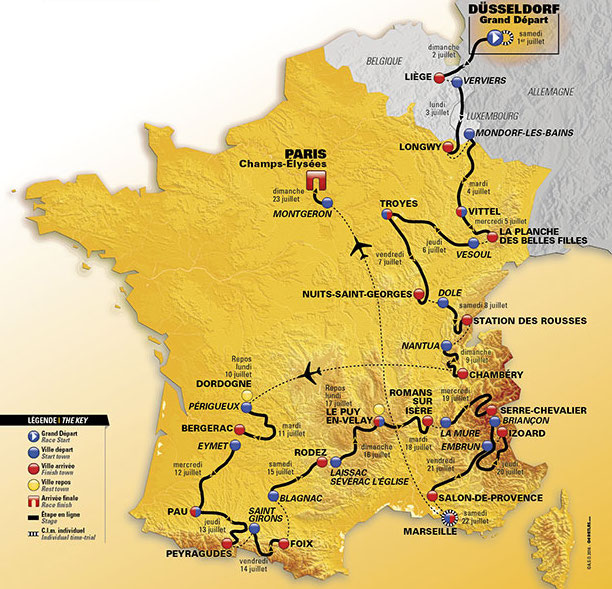 DÜSSELDORF
Grand Départ
samedi
1er juillet
dimanche
2 juillet
BELGIQUE
LIÈGE
VERVIERS
ALLEMAGNE
lundi
3 juillet
LUXEMBOURG
MONDORF-LES-BAINS
LONGWY
PARIS
Champs-Élysées
dimanche
23 juillet
MONTGERON
mardi
4 juillet
VITTEL
TROYES
mercredi 5 juillet
LA PLANCHE
DES BELLES FILLES
jeudi
6 juillet
VESOUL
vendredi
7 juillet
NUITS-SAINT-GEORGES
DOLE
samedi 8 juillet
STATION DES ROUSSES
NANTUA
dimanche
9 juillet
CHAMBÉRY
Repos
lundi
10 juillet
DORDOGNE
PÉRIGUEUX
mardi
11 juillet
BERGERAC
EYMET
mercredi
12 juillet
PAU
jeudi
13 juillet
PEYRAGUDES
SAINT
GIRONS
vendredi
14 juillet
FOIX
BLAGNAC
samedi
15 juillet
RODEZ
LAISSAC
SÉVÉRAC L'ÉGLISE
dimanche
16 juillet
Repos
lundi
17 juillet
LE PUY
EN-VELAY
mardi
18 juillet
ROMANS
SUR
ISÈRE
mercredi
19 juillet
LA MURE
SERRE-CHEVALIER
BRIANÇON
IZOARD
jeudi
20 juillet
EMBRUN
vendredi
21 juillet
SALON-DE-PROVENCE
MARSEILLE
samedi
22 juillet
LÉGENDE | THE KEY
Grand Départ
Race Start
Ville départ
Start town
Ville arrivée
Finish town
Ville repos
Rest town
Arrivée finale
Race finish
Étape en ligne
Stage
C.l.m. individuel
Individual time-trial